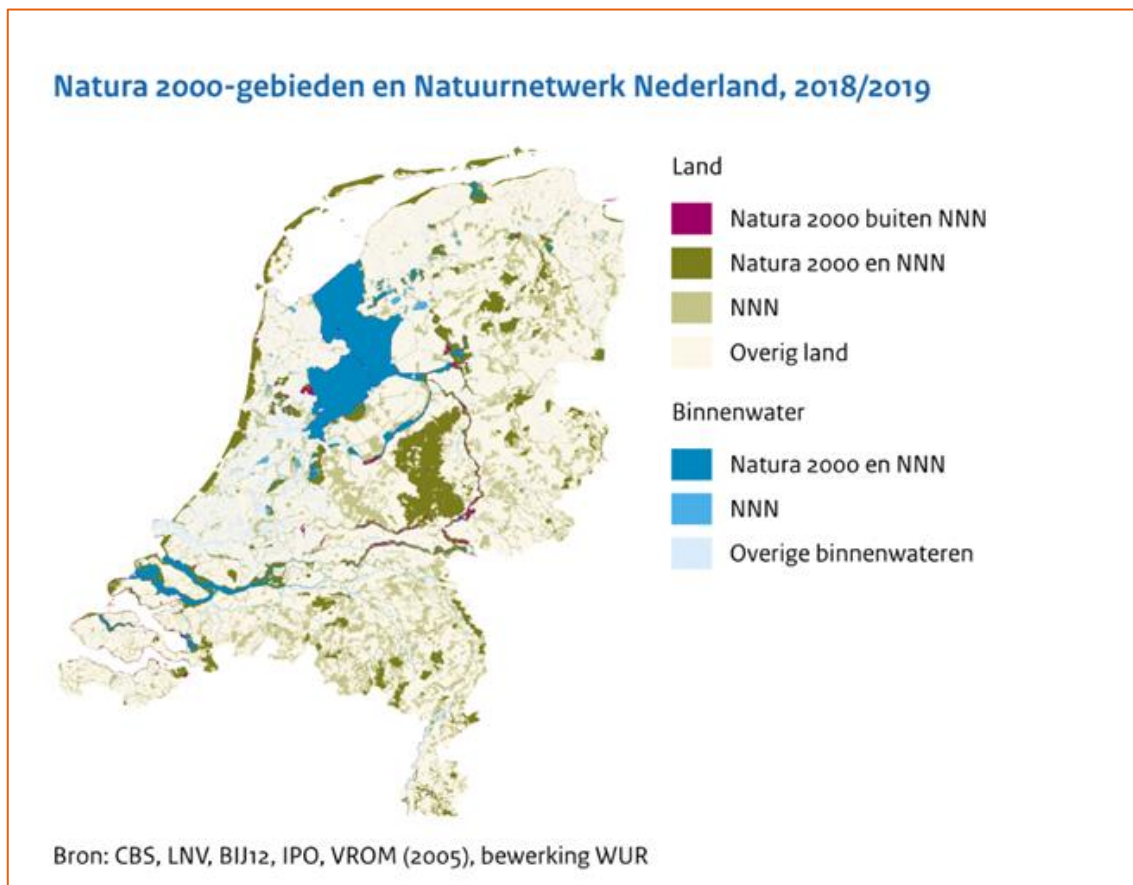 Natura 2000-gebieden en Natuurnetwerk Nederland, 2018/2019
Land
Natura 2000 buiten NNN
Natura 2000 en NNN
NNN
Overig land
Binnenwater
Natura 2000 en NNN
NNN
Overige binnenwateren
Bron: CBS, LNV, BIJ12, IPO, VROM (2005), bewerking WUR